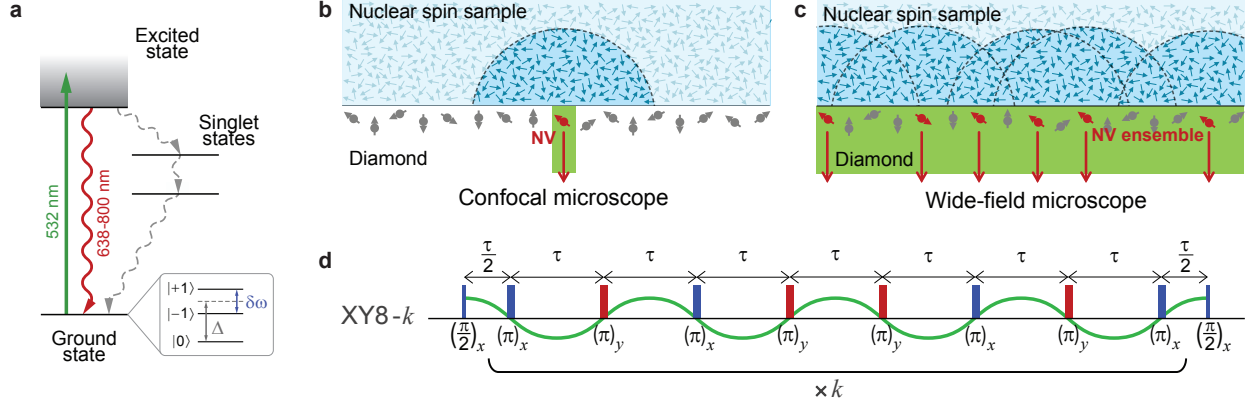 a
Excited
state
Singlet
states
532 nm
638-800 nm
|+1⟩
|−1⟩
|0⟩
δω
Δ
Ground
state
b
Nuclear spin sample
NV
Diamond
Confocal microscope
c
Nuclear spin sample
NV ensemble
Diamond
Wide-field microscope
d
τ/2 τ τ τ τ τ τ τ τ/2
XY8-k
(π/2)x (π)x (π)y (π)x (π)y (π)y (π)x (π)y (π)x (π/2)x
×k